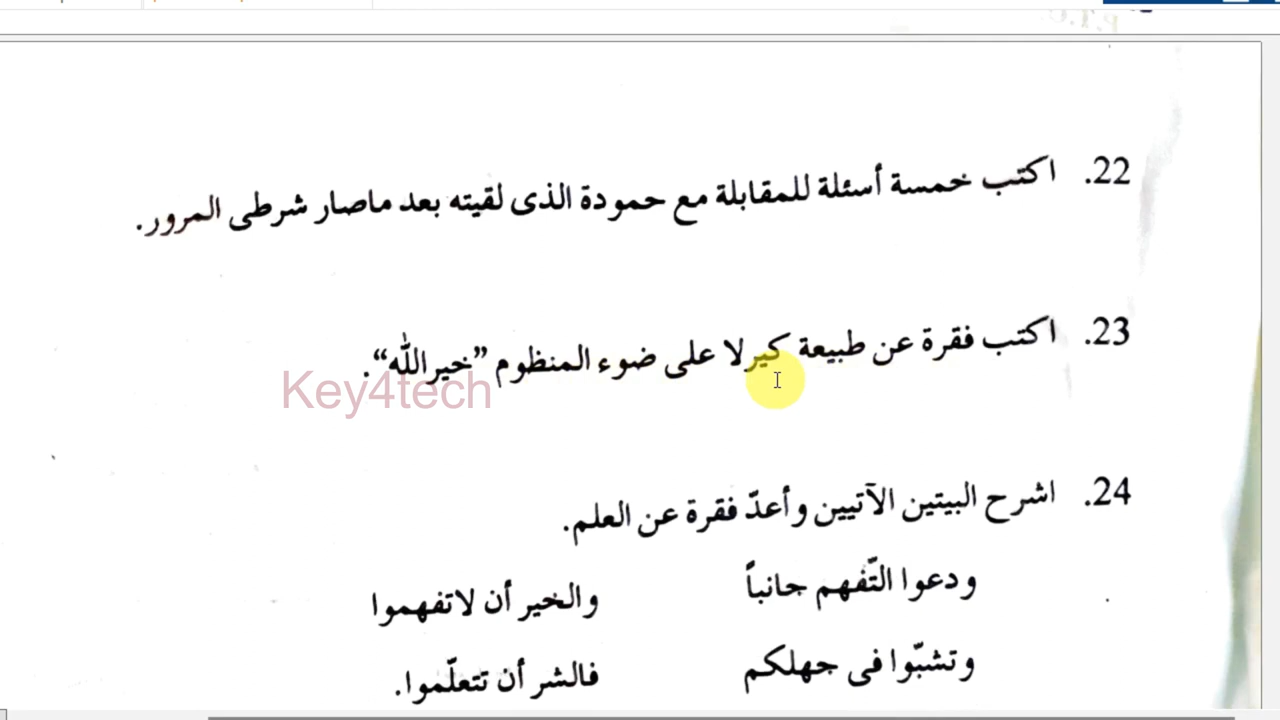 22. اكتب خمسة أسئلة للمقابلة مع حمودة الذى لقيته بعد ماصار شرطى المرور.
23. اكتب فقرة عن طبيعة كيرلا على ضوء المنظوم ”خيرالله“.
Key4tech
24. اشرح البيتين الآتيين وأعدّ فقرة عن العلم.
ودعوا التّفهم جانباً والخير أن لاتفهموا
وتشبّوا فى جهلكم فالشر أن تتعلّموا.